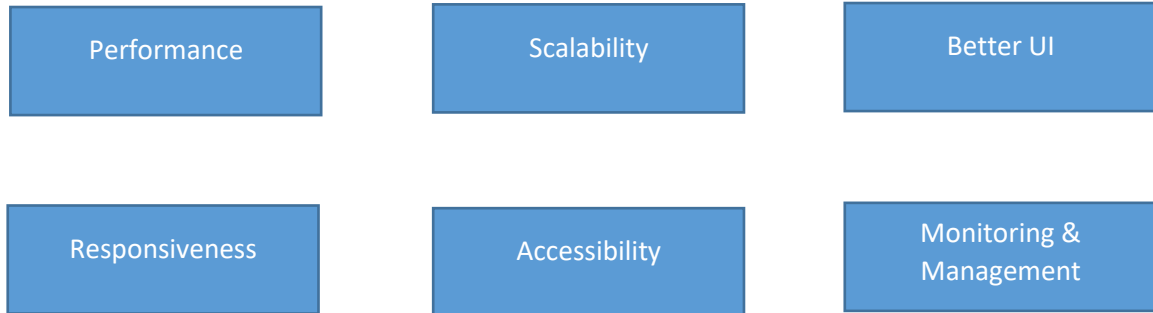 Performance
Scalability
Better UI
Responsiveness
Accessibility
Monitoring &
Management